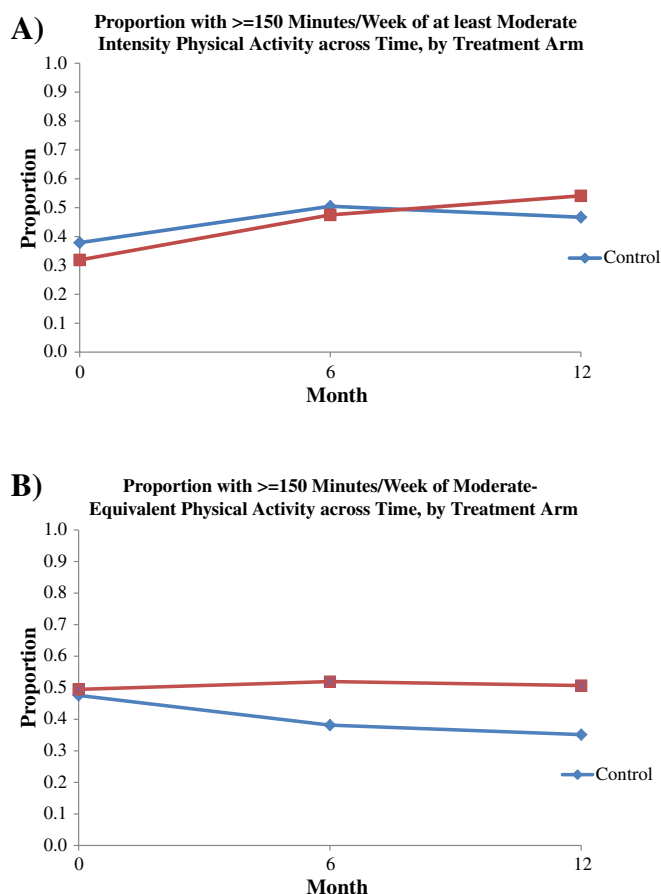 A)
Proportion with >=150 Minutes/Week of at least Moderate
Intensity Physical Activity across Time, by Treatment Arm
1.0
0.9
0.8
0.7
0.6
0.5
0.4
0.3
0.2
0.1
0.0
Proportion
0 6 12
Month
Control
B)
Proportion with >=150 Minutes/Week of Moderate-
Equivalent Physical Activity across Time, by Treatment Arm
1.0
0.9
0.8
0.7
0.6
0.5
0.4
0.3
0.2
0.1
0.0
Proportion
0 6 12
Month
Control